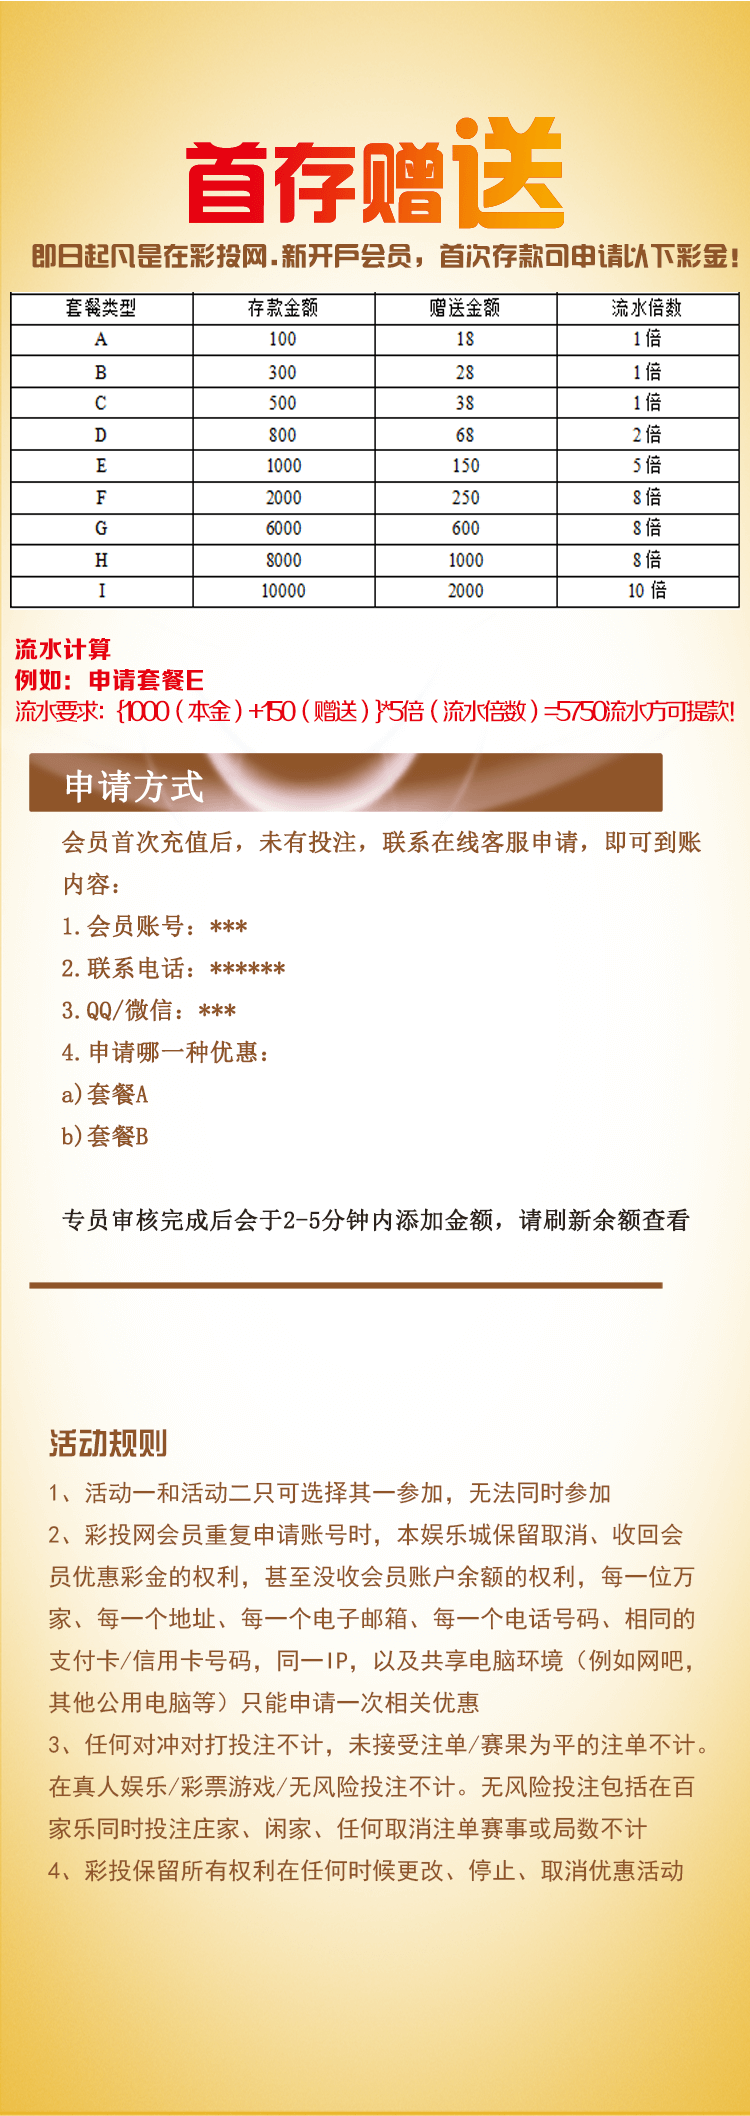 首存赠送
即日起凡是在彩投网.新开戶会员，首次存款可申请以下彩金！
套餐类型 存款金额 赠送金额 流水倍数
A 100 18 1倍
B 300 28 1倍
C 500 38 1倍
D 800 68 2倍
E 1000 150 5倍
F 2000 250 8倍
G 6000 600 8倍
H 8000 1000 8倍
I 10000 2000 10倍
流水计算
例如：申请套餐E
流水要求：{1000（本金）+150（赠送）}*5倍（流水倍数）=5750流水方可提款！
申请方式
会员首次充值后，未有投注，联系在线客服申请，即可到账
内容：
1.会员账号：***
2.联系电话：******
3.QQ/微信：***
4.申请哪一种优惠：
a)套餐A
b)套餐B
专员审核完成后会于2-5分钟内添加金额，请刷新余额查看
活动规则
1、活动一和活动二只可选择其一参加，无法同时参加
2、彩投网会员重复申请账号时，本娱乐城保留取消、收回会
员优惠彩金的权利，甚至没收会员账户余额的权利，每一位万
家、每一个地址、每一个电子邮箱、每一个电话号码、相同的
支付卡/信用卡号码，同一IP，以及共享电脑环境（例如网吧，
其他公用电脑等）只能申请一次相关优惠
3、任何对冲对打投注不计，未接受注单/赛果为平的注单不计。
在真人娱乐/彩票游戏/无风险投注不计。无风险投注包括在百
家乐同时投注庄家、闲家、任何取消注单赛事或局数不计
4、彩投保留所有权利在任何时候更改、停止、取消优惠活动